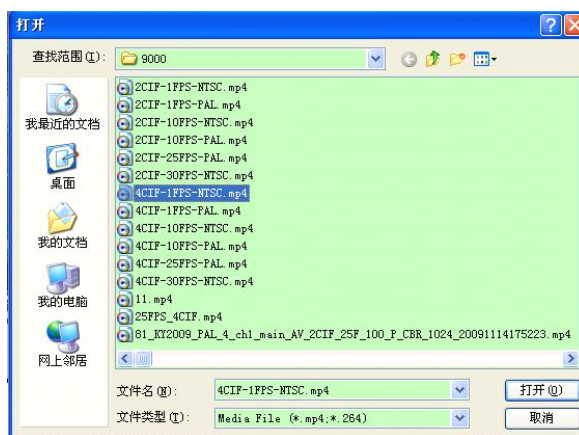 打开
查找范围(I): 9000
我最近的文档
桌面
我的文档
我的电脑
网上邻居
2CIF-1FPS-NTSC.mp4
2CIF-1FPS-PAL.mp4
2CIF-10FPS-NTSC.mp4
2CIF-10FPS-PAL.mp4
2CIF-25FPS-PAL.mp4
2CIF-30FPS-NTSC.mp4
4CIF-1FPS-NTSC.mp4
4CIF-1FPS-PAL.mp4
4CIF-10FPS-NTSC.mp4
4CIF-10FPS-PAL.mp4
4CIF-25FPS-PAL.mp4
4CIF-30FPS-NTSC.mp4
11.mp4
25FPS_4CIF.mp4
81_KY2009_PAL_4_ch1_main_AV_2CIF_25F_100_P_CBR_1024_20091114175223.mp4
文件名(N): 4CIF-1FPS-NTSC.mp4 打开(O)
文件类型(T): Media File (*.mp4;*.264) 取消